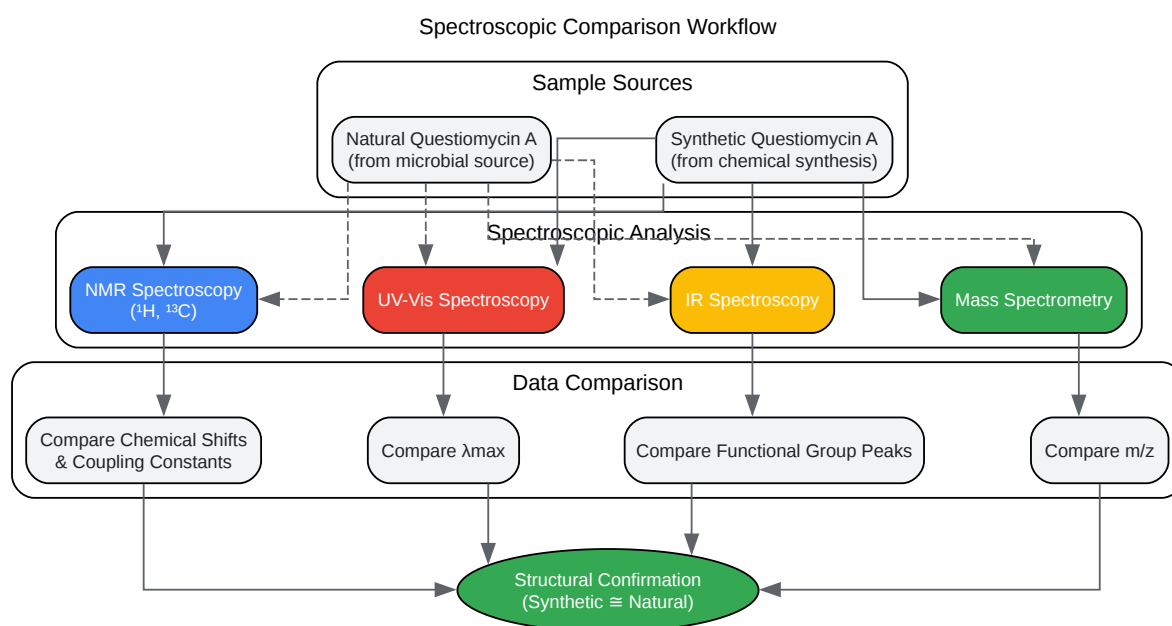 Spectroscopic Comparison Workflow
Sample Sources
Natural Questiomycin A
(from microbial source)
Synthetic Questiomycin A
(from chemical synthesis)
Spectroscopic Analysis
NMR Spectroscopy
(¹H, ¹³C)
UV-Vis Spectroscopy
IR Spectroscopy
Mass Spectrometry
Data Comparison
Compare Chemical Shifts
& Coupling Constants
Compare λmax
Compare Functional Group Peaks
Compare m/z
Structural Confirmation
(Synthetic ≅ Natural)